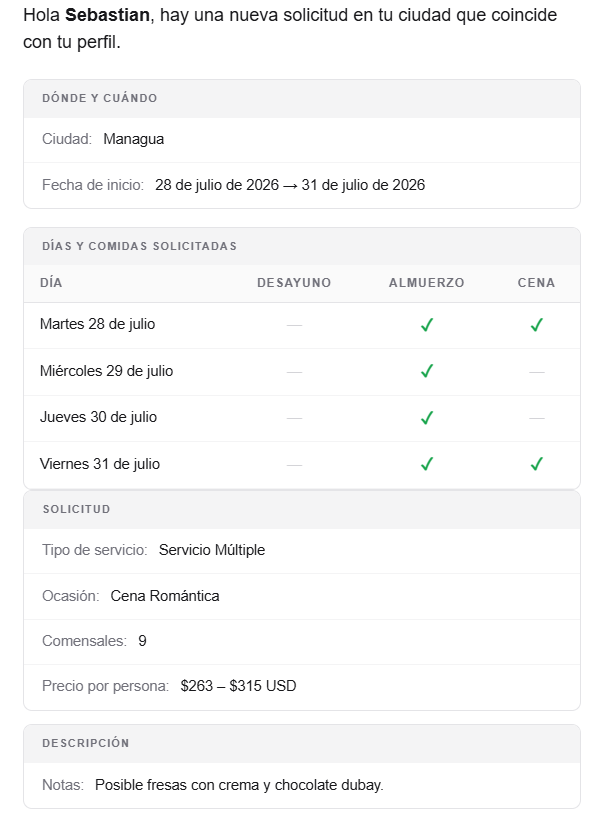 Hola Sebastian, hay una nueva solicitud en tu ciudad que coincide
con tu perfil.
DÓNDE Y CUÁNDO
Ciudad: Managua
Fecha de inicio: 28 de julio de 2026 → 31 de julio de 2026
DÍAS Y COMIDAS SOLICITADAS
DÍA DESAYUNO ALMUERZO CENA
Martes 28 de julio — ✓ ✓
Miércoles 29 de julio — ✓ —
Jueves 30 de julio — ✓ —
Viernes 31 de julio — ✓ ✓
SOLICITUD
Tipo de servicio: Servicio Múltiple
Ocasión: Cena Romántica
Comensales: 9
Precio por persona: $263 – $315 USD
DESCRIPCIÓN
Notas: Posible fresas con crema y chocolate dubay.